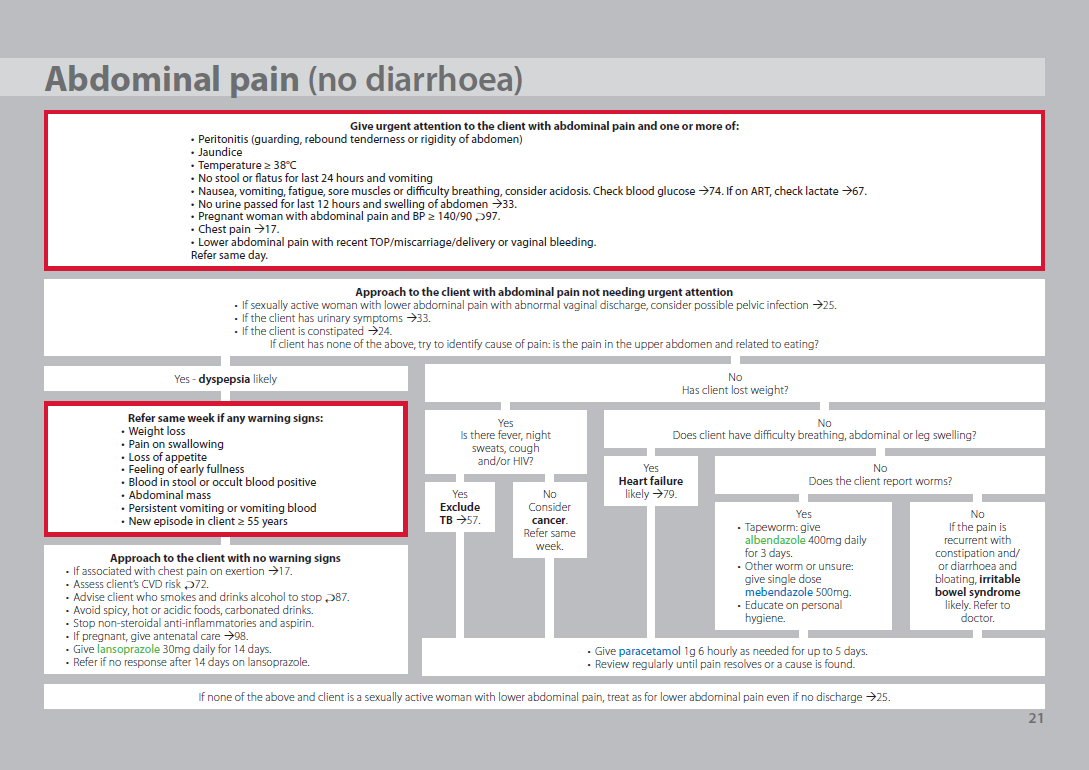 Abdominal pain (no diarrhoea)
Give urgent attention to the client with abdominal pain and one or more of:
• Peritonitis (guarding, rebound tenderness or rigidity of abdomen)
• Jaundice
• Temperature ≥ 38°C
• No stool or flatus for last 24 hours and vomiting
• Nausea, vomiting, fatigue, sore muscles or difficulty breathing, consider acidosis. Check blood glucose →74. If on ART, check lactate →67.
• No urine passed for last 12 hours and swelling of abdomen →33.
• Pregnant woman with abdominal pain and BP ≥ 140/90 ⮌97.
• Chest pain →17.
• Lower abdominal pain with recent TOP/miscarriage/delivery or vaginal bleeding.
Refer same day.
Approach to the client with abdominal pain not needing urgent attention
• If sexually active woman with lower abdominal pain with abnormal vaginal discharge, consider possible pelvic infection →25.
• If the client has urinary symptoms →33.
• If the client is constipated →24.
If client has none of the above, try to identify cause of pain: is the pain in the upper abdomen and related to eating?
Yes - dyspepsia likely
Refer same week if any warning signs:
• Weight loss
• Pain on swallowing
• Loss of appetite
• Feeling of early fullness
• Blood in stool or occult blood positive
• Abdominal mass
• Persistent vomiting or vomiting blood
• New episode in client ≥ 55 years
Approach to the client with no warning signs
• If associated with chest pain on exertion →17.
• Assess client's CVD risk ⮌72.
• Advise client who smokes and drinks alcohol to stop ⮌87.
• Avoid spicy, hot or acidic foods, carbonated drinks.
• Stop non-steroidal anti-inflammatories and aspirin.
• If pregnant, give antenatal care →98.
• Give lansoprazole 30mg daily for 14 days.
• Refer if no response after 14 days on lansoprazole.
No
Has client lost weight?
Yes
Is there fever, night
sweats, cough
and/or HIV?
Yes
Exclude
TB →57.
No
Consider
cancer.
Refer same
week.
No
Does client have difficulty breathing, abdominal or leg swelling?
Yes
Heart failure
likely →79.
No
Does the client report worms?
Yes
• Tapeworm: give
albendazole 400mg daily
for 3 days.
• Other worm or unsure:
give single dose
mebendazole 500mg.
• Educate on personal
hygiene.
No
If the pain is
recurrent with
constipation and/
or diarrhoea and
bloating, irritable
bowel syndrome
likely. Refer to
doctor.
• Give paracetamol 1g 6 hourly as needed for up to 5 days.
• Review regularly until pain resolves or a cause is found.
If none of the above and client is a sexually active woman with lower abdominal pain, treat as for lower abdominal pain even if no discharge →25.
21